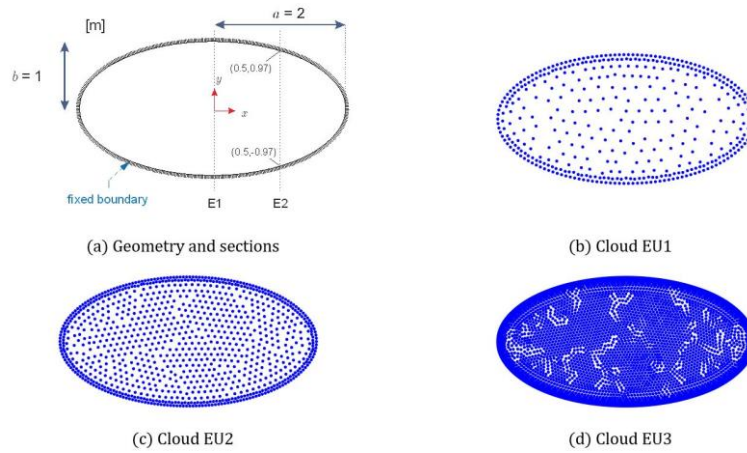 [m]
a = 2
b = 1
(0.5,0.97)
y
x
(0.5,-0.97)
fixed boundary
E1
E2
(a) Geometry and sections
(b) Cloud EU1
(c) Cloud EU2
(d) Cloud EU3